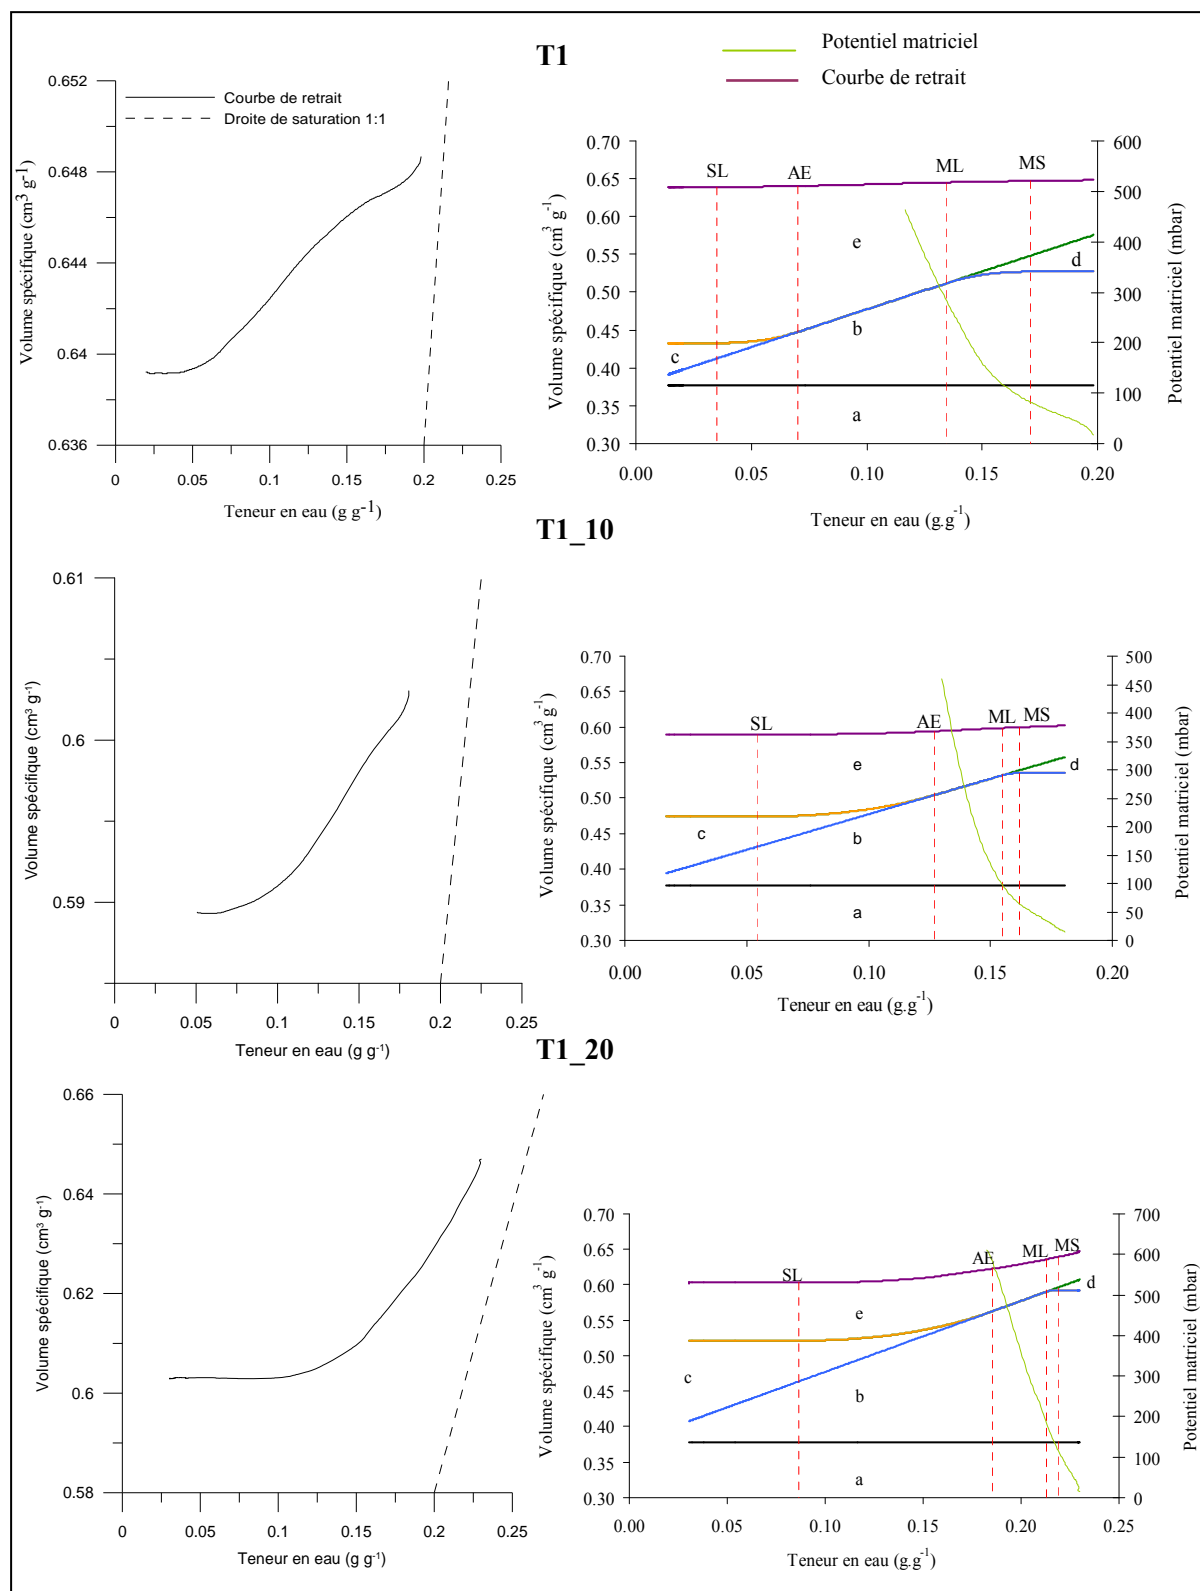 T1
Potentiel matriciel
Courbe de retrait
0.652
0.648
0.644
0.64
0.636
Volume spécifique (cm³ g⁻¹)
Courbe de retrait
Droite de saturation 1:1
0 0.05 0.1 0.15 0.2 0.25
Teneur en eau (g g⁻¹)
0.70
0.65
0.60
0.55
0.50
0.45
0.40
0.35
0.30
Volume spécifique (cm³ g⁻¹)
SL AE ML MS
e
d
b
c
a
600
500
400
300
200
100
0
Potentiel matriciel (mbar)
0.00 0.05 0.10 0.15 0.20
Teneur en eau (g.g⁻¹)
T1_10
0.61
0.6
0.59
Volume spécifique (cm³ g⁻¹)
0 0.05 0.1 0.15 0.2 0.25
Teneur en eau (g g⁻¹)
0.70
0.65
0.60
0.55
0.50
0.45
0.40
0.35
0.30
Volume spécifique (cm³ g⁻¹)
SL AE ML MS
e
d
c
b
a
500
450
400
350
300
250
200
150
100
50
0
Potentiel matriciel (mbar)
0.00 0.05 0.10 0.15 0.20
Teneur en eau (g.g⁻¹)
T1_20
0.66
0.64
0.62
0.6
0.58
Volume spécifique (cm³ g⁻¹)
0 0.05 0.1 0.15 0.2 0.25
Teneur en eau (g g⁻¹)
0.70
0.65
0.60
0.55
0.50
0.45
0.40
0.35
0.30
Volume spécifique (cm³ g⁻¹)
SL AE ML MS
d
e
c
b
a
700
600
500
400
300
200
100
0
Potentiel matriciel (mbar)
0.00 0.05 0.10 0.15 0.20
Teneur en eau (g.g⁻¹)